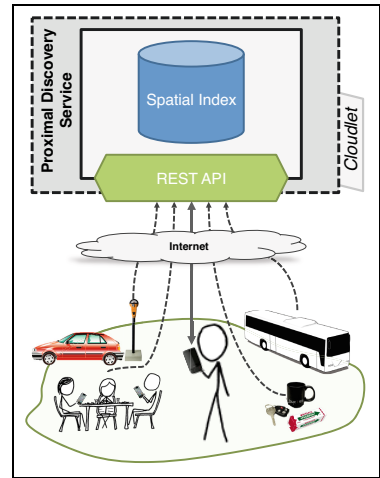 Proximal Discovery
Service
Spatial Index
Cloudlet
REST API
Internet